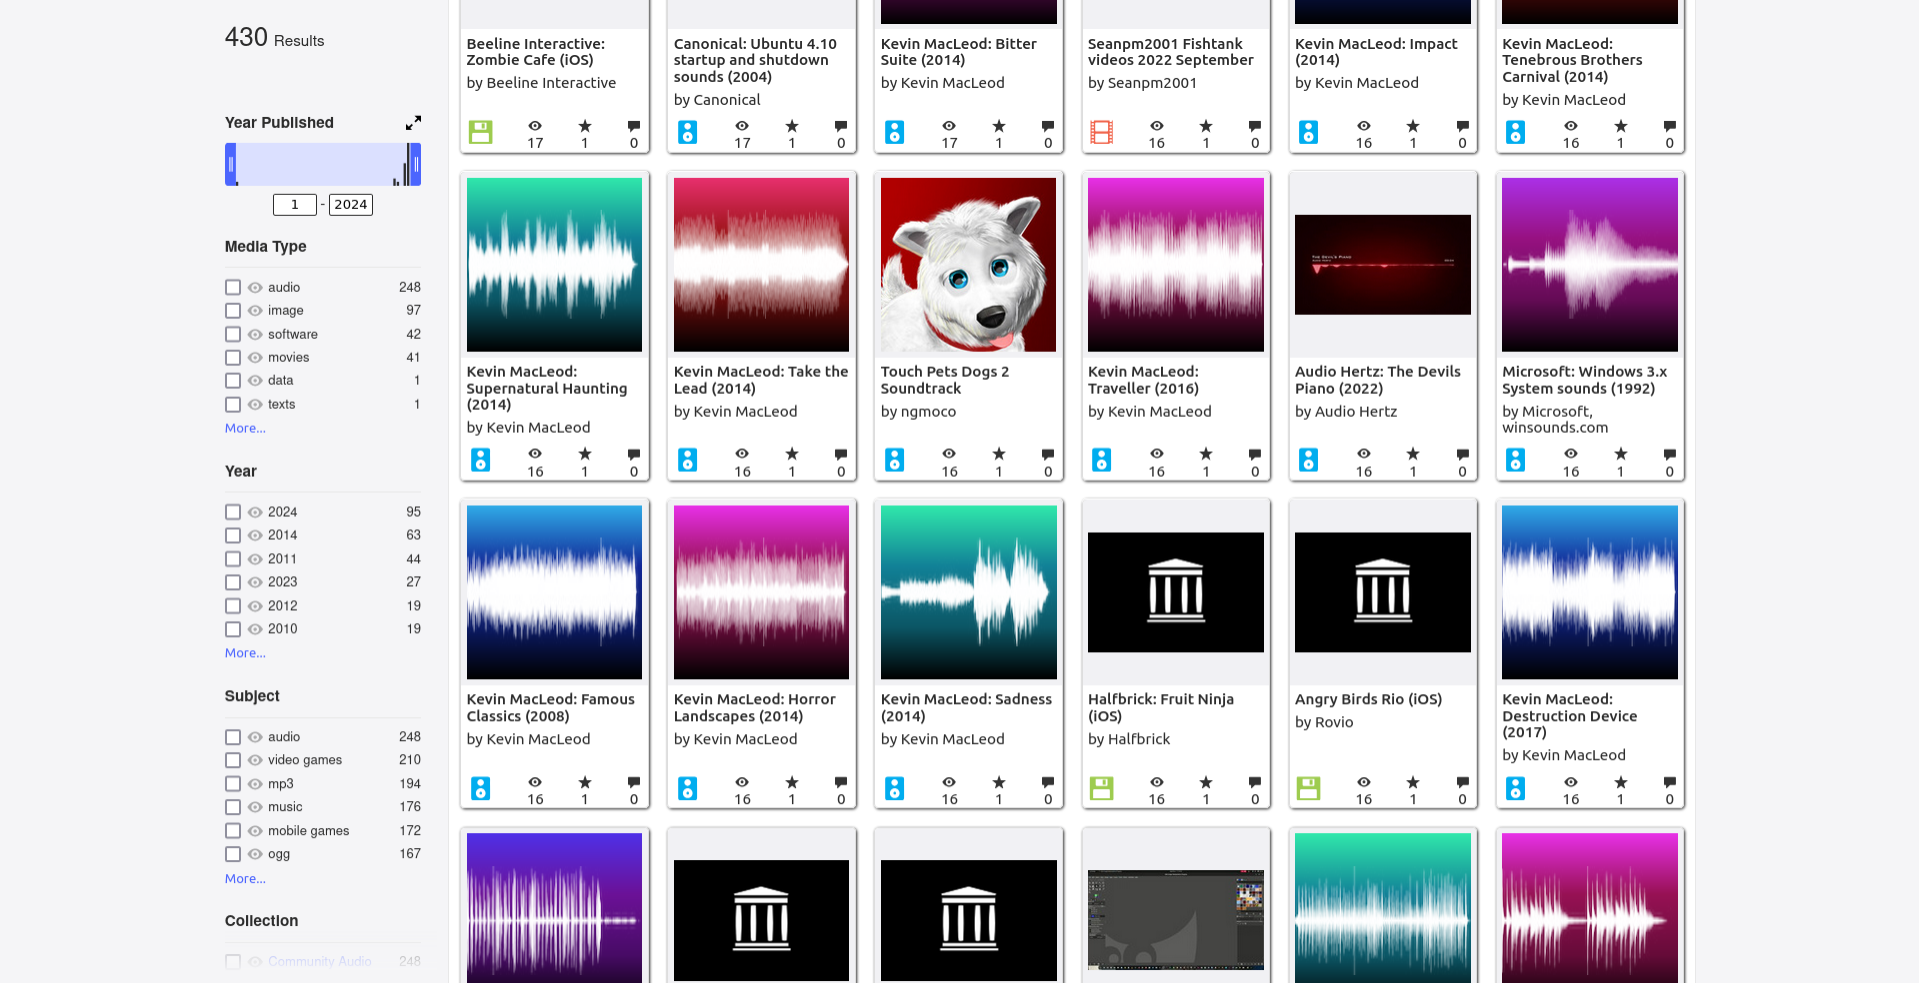 430 Results
Year Published
1 - 2024
Media Type
audio 248
image 97
software 42
movies 41
data 1
texts 1
More...
Year
2024 95
2014 63
2011 44
2023 27
2012 19
2010 19
More...
Subject
audio 248
video games 210
mp3 194
music 176
mobile games 172
ogg 167
More...
Collection
Community Audio 248
Beeline Interactive:
Zombie Cafe (iOS)
by Beeline Interactive
17 1 0
Canonical: Ubuntu 4.10
startup and shutdown
sounds (2004)
by Canonical
17 1 0
Kevin MacLeod: Bitter
Suite (2014)
by Kevin MacLeod
17 1 0
Seanpm2001 Fishtank
videos 2022 September
by Seanpm2001
16 1 0
Kevin MacLeod: Impact
(2014)
by Kevin MacLeod
16 1 0
Kevin MacLeod:
Tenebrous Brothers
Carnival (2014)
by Kevin MacLeod
16 1 0
Kevin MacLeod:
Supernatural Haunting
(2014)
by Kevin MacLeod
16 1 0
Kevin MacLeod: Take the
Lead (2014)
by Kevin MacLeod
16 1 0
Touch Pets Dogs 2
Soundtrack
by ngmoco
16 1 0
Kevin MacLeod:
Traveller (2016)
by Kevin MacLeod
16 1 0
THE DEVIL'S PIANO
Audio Hertz: The Devils
Piano (2022)
by Audio Hertz
16 1 0
Microsoft: Windows 3.x
System sounds (1992)
by Microsoft,
winsounds.com
16 1 0
Kevin MacLeod: Famous
Classics (2008)
by Kevin MacLeod
16 1 0
Kevin MacLeod: Horror
Landscapes (2014)
by Kevin MacLeod
16 1 0
Kevin MacLeod: Sadness
(2014)
by Kevin MacLeod
16 1 0
Halfbrick: Fruit Ninja
(iOS)
by Halfbrick
16 1 0
Angry Birds Rio (iOS)
by Rovio
16 1 0
Kevin MacLeod:
Destruction Device
(2017)
by Kevin MacLeod
16 1 0